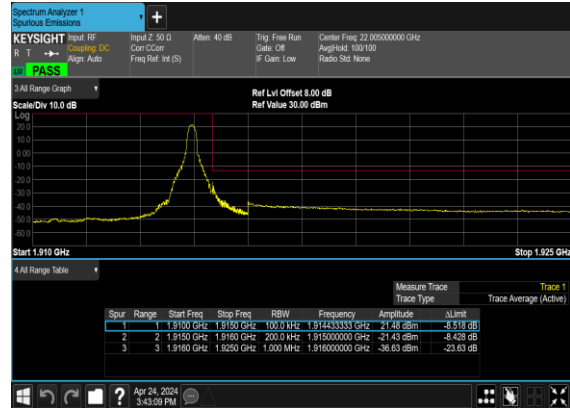 Spectrum Analyzer 1
Spurious Emissions
KEYSIGHT
Input: RF
Coupling: DC
Align: Auto
Input Z: 50 Ω
Corr CCorr
Freq Ref: Int (S)
Atten: 40 dB
Trig: Free Run
Gate: Off
IF Gain: Low
Center Freq: 22.005000000 GHz
Avg|Hold: 100/100
Radio Std: None
R T
PASS
3 All Range Graph
Ref Lvl Offset 8.00 dB
Scale/Div 10.0 dB
Ref Value 30.00 dBm
Log
20.0
10.0
0.00
-10.0
-20.0
-30.0
-40.0
-50.0
-60.0
Start 1.910 GHz
Stop 1.925 GHz
4 All Range Table
Measure Trace Trace 1
Trace Type Trace Average (Active)
Spur Range Start Freq Stop Freq RBW Frequency Amplitude ΔLimit
1 1 1.9100 GHz 1.9150 GHz 100.0 kHz 1.914433333 GHz 21.48 dBm -8.518 dB
2 2 1.9150 GHz 1.9160 GHz 200.0 kHz 1.915000000 GHz -21.43 dBm -8.428 dB
3 3 1.9160 GHz 1.9250 GHz 1.000 MHz 1.916000000 GHz -36.63 dBm -23.63 dB
?
Apr 24, 2024
3:43:09 PM